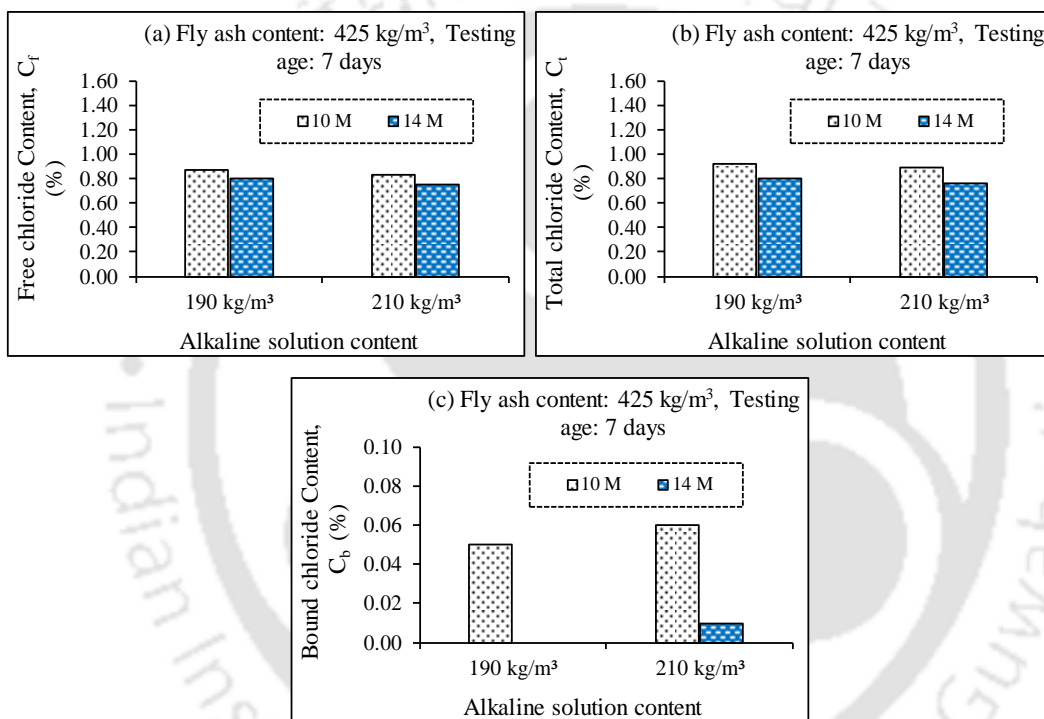 (a) Fly ash content: 425 kg/m³, Testing
age: 7 days
Free chloride Content, C_f
(%)
1.60
1.40
1.20
1.00
0.80
0.60
0.40
0.20
0.00
10 M
14 M
190 kg/m³
210 kg/m³
Alkaline solution content
(b) Fly ash content: 425 kg/m³, Testing
age: 7 days
Total chloride Content, C_t
(%)
1.60
1.40
1.20
1.00
0.80
0.60
0.40
0.20
0.00
10 M
14 M
190 kg/m³
210 kg/m³
Alkaline solution content
(c) Fly ash content: 425 kg/m³, Testing
age: 7 days
Bound chloride Content,
C_b (%)
0.10
0.08
0.06
0.04
0.02
0.00
10 M
14 M
190 kg/m³
210 kg/m³
Alkaline solution content
Indian Ins